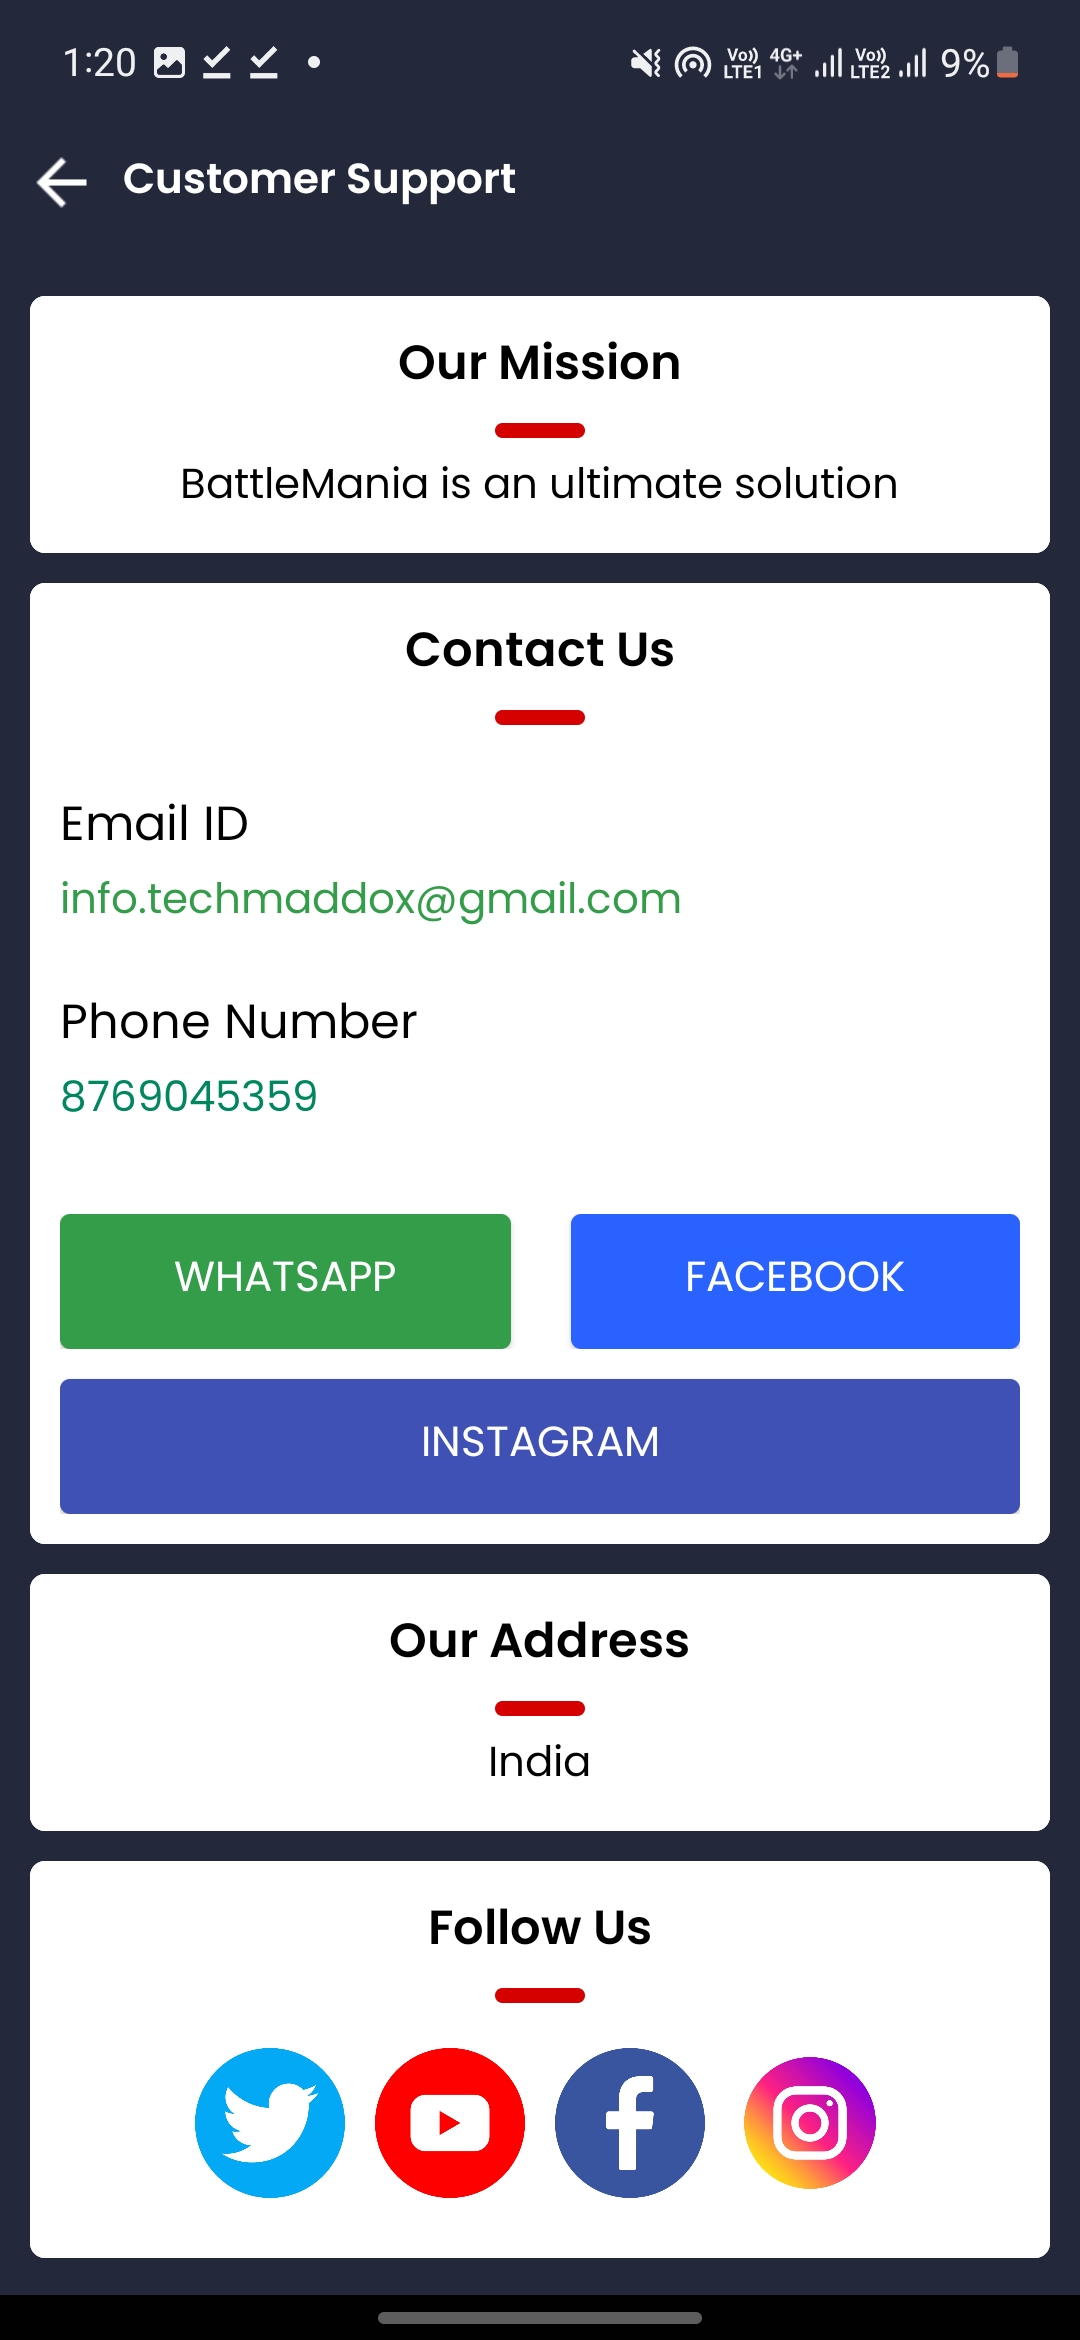 1:20
Vo)) LTE1 4G+ Vo)) LTE2 9%
Customer Support
Our Mission
BattleMania is an ultimate solution
Contact Us
Email ID
info.techmaddox@gmail.com
Phone Number
8769045359
WHATSAPP FACEBOOK
INSTAGRAM
Our Address
India
Follow Us